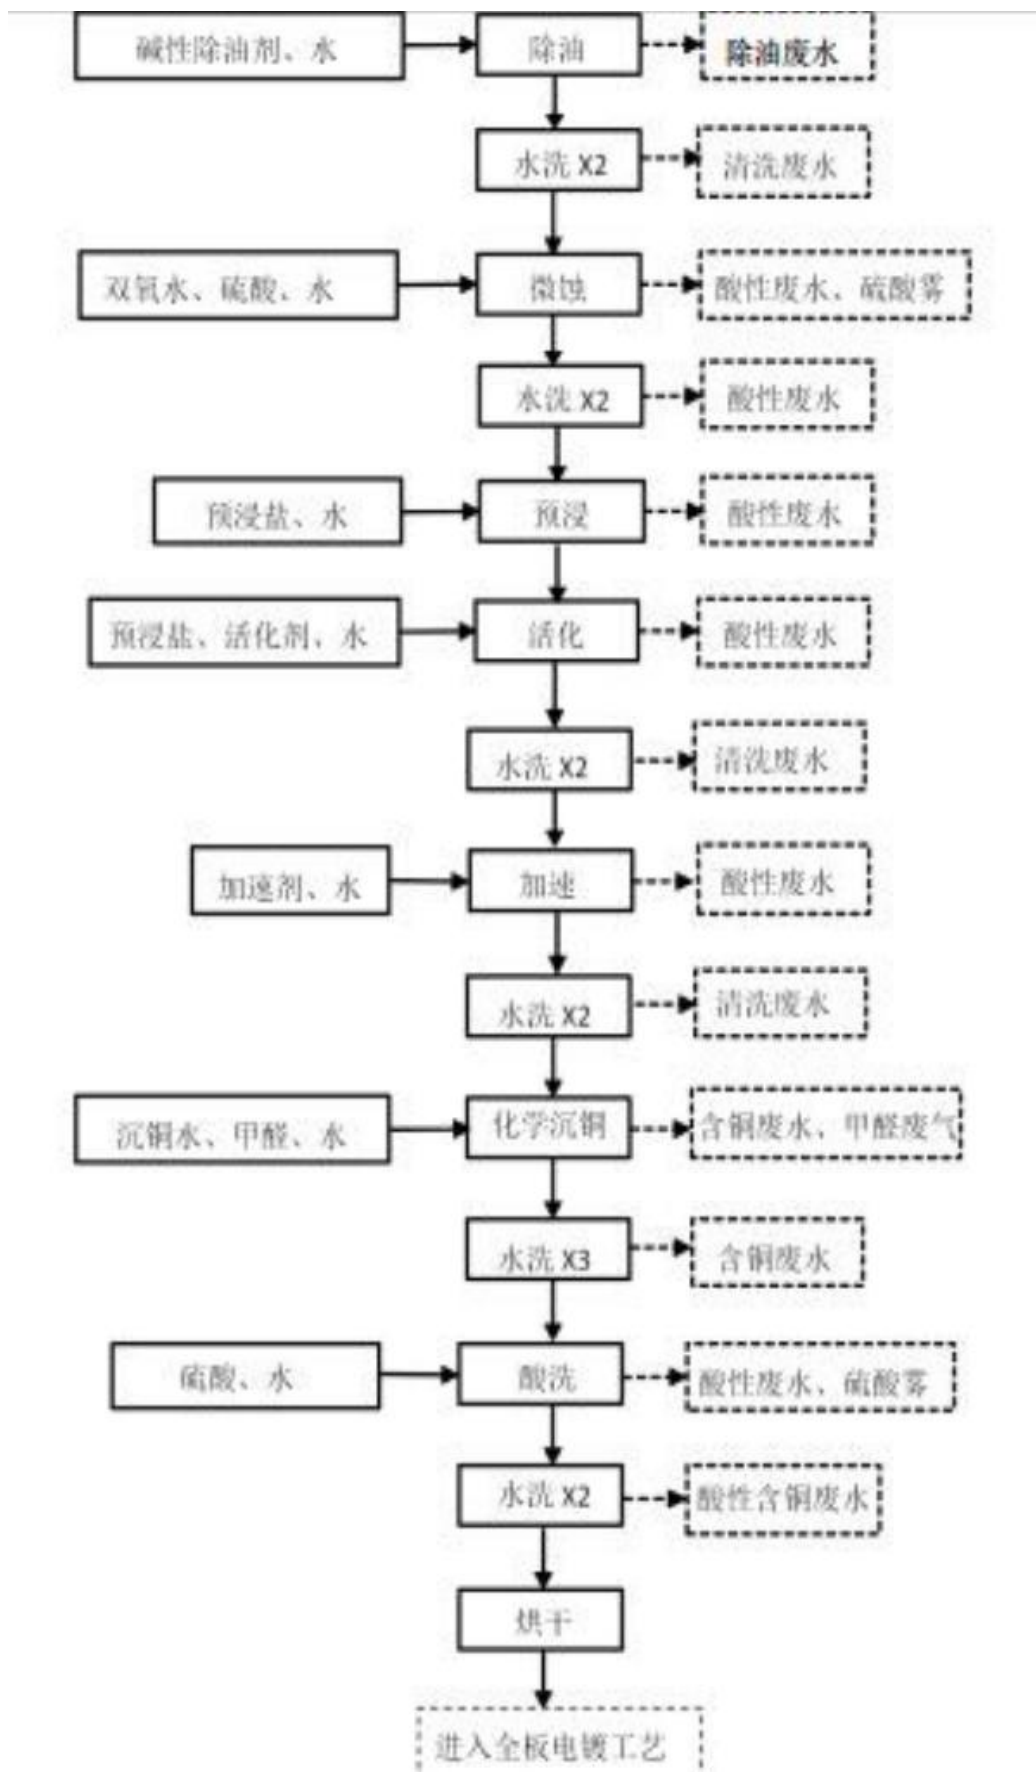 碱性除油剂、水
除油
除油废水
水洗 X2
清洗废水
双氧水、硫酸、水
微蚀
酸性废水、硫酸雾
水洗 X2
酸性废水
预浸盐、水
预浸
酸性废水
预浸盐、活化剂、水
活化
酸性废水
水洗 X2
清洗废水
加速剂、水
加速
酸性废水
水洗 X2
清洗废水
沉铜水、甲醛、水
化学沉铜
含铜废水、甲醛废气
水洗 X3
含铜废水
硫酸、水
酸洗
酸性废水、硫酸雾
水洗 X2
酸性含铜废水
烘干
进入全板电镀工艺